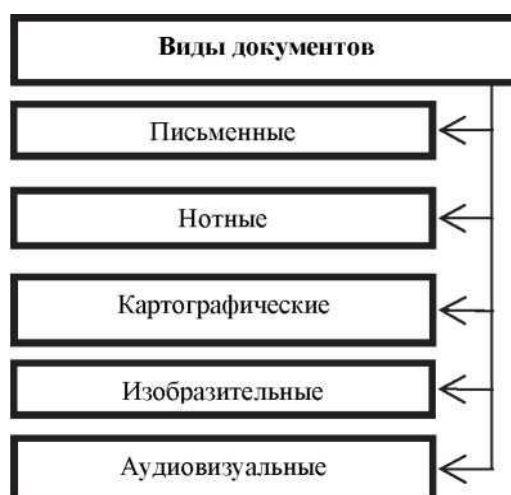 Виды документов
Письменные
Нотные
Картографические
Изобразительные
Аудиовизуальные